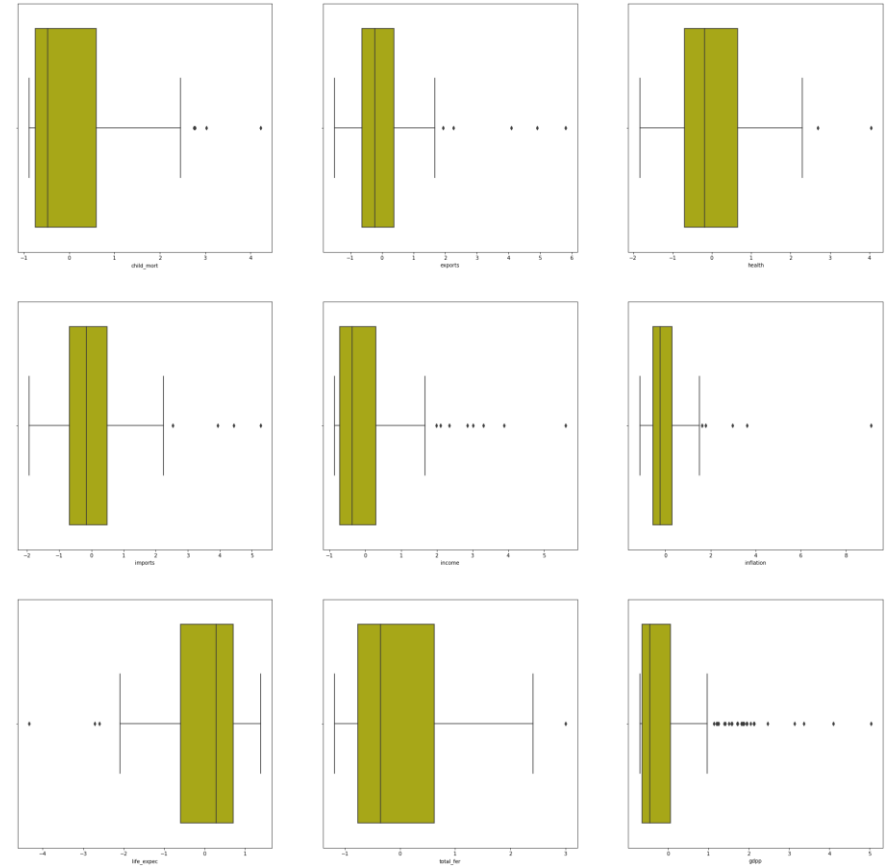 −1 0 1 2 3 4
child_mort
−1 0 1 2 3 4 5 6
exports
−2 −1 0 1 2 3 4
health
−2 −1 0 1 2 3 4 5
imports
−1 0 1 2 3 4 5
income
0 2 4 6 8
inflation
−4 −3 −2 −1 0 1
life_expec
−1 0 1 2 3
total_fer
0 1 2 3 4 5
gdpp